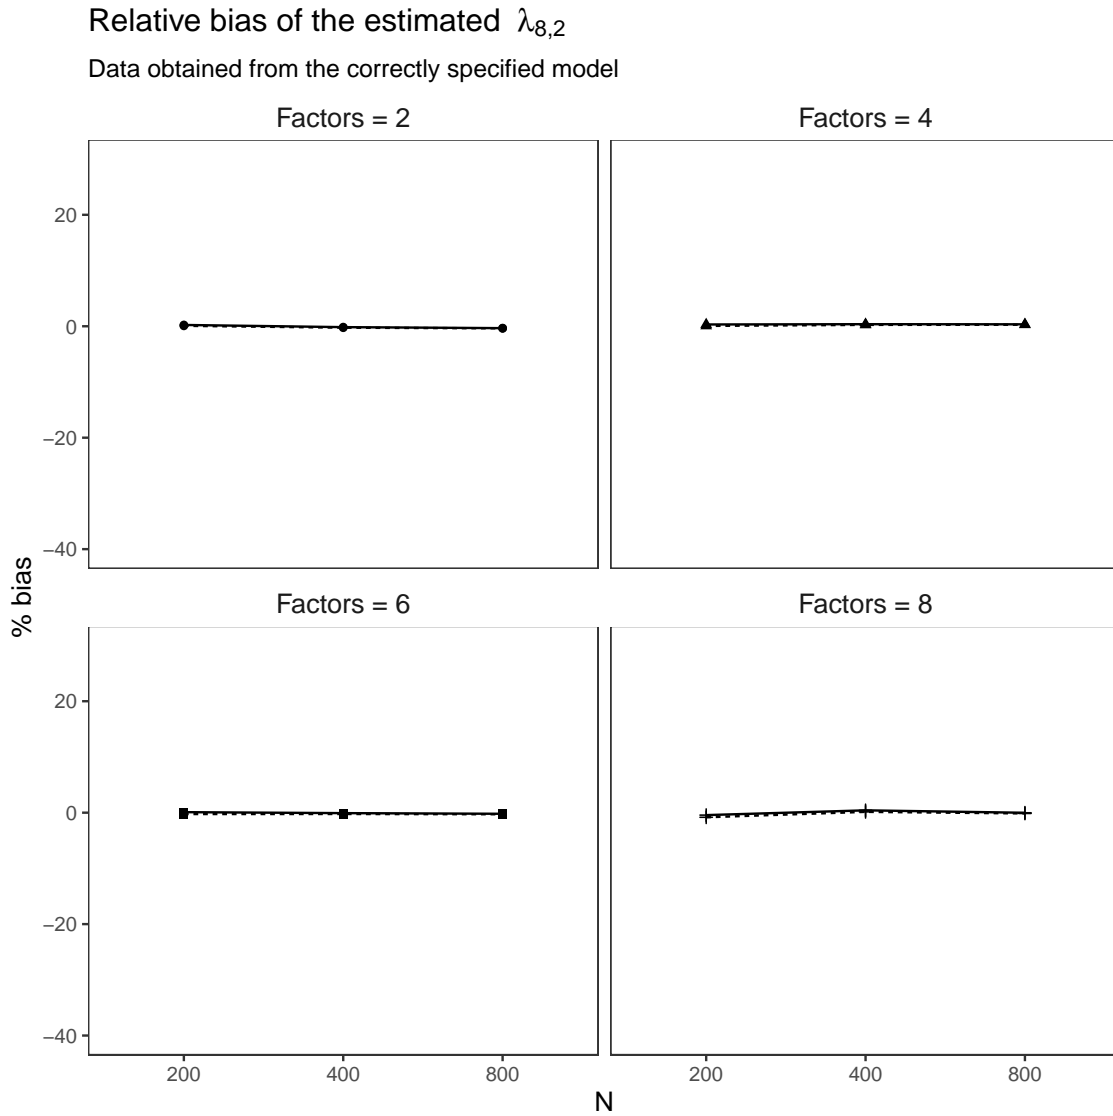 Relative bias of the estimated λ8,2
Data obtained from the correctly specified model
Factors = 2
Factors = 4
20
0
−20
−40
% bias
Factors = 6
Factors = 8
20
0
−20
−40
200
400
800
200
400
800
N